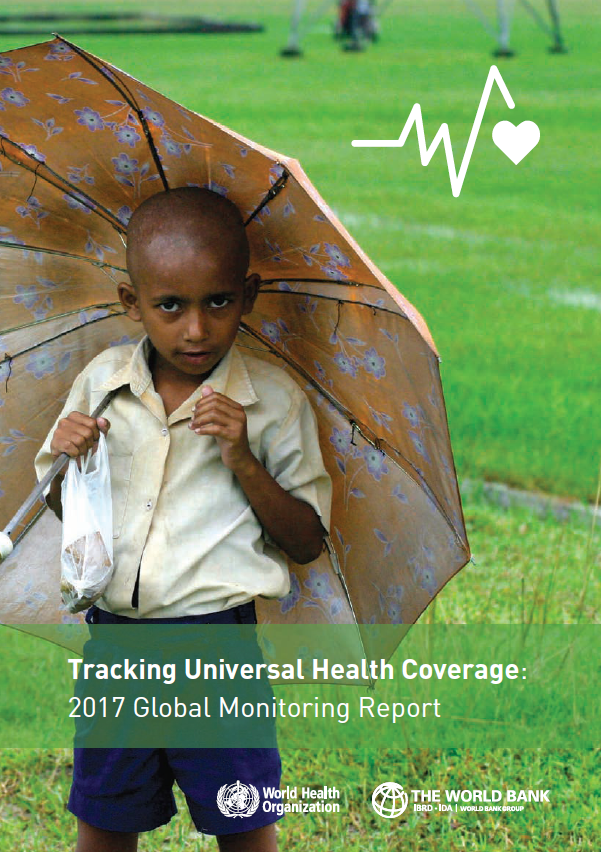 Tracking Universal Health Coverage:
2017 Global Monitoring Report
World Health
Organization
THE WORLD BANK
IBRD • IDA | WORLD BANK GROUP